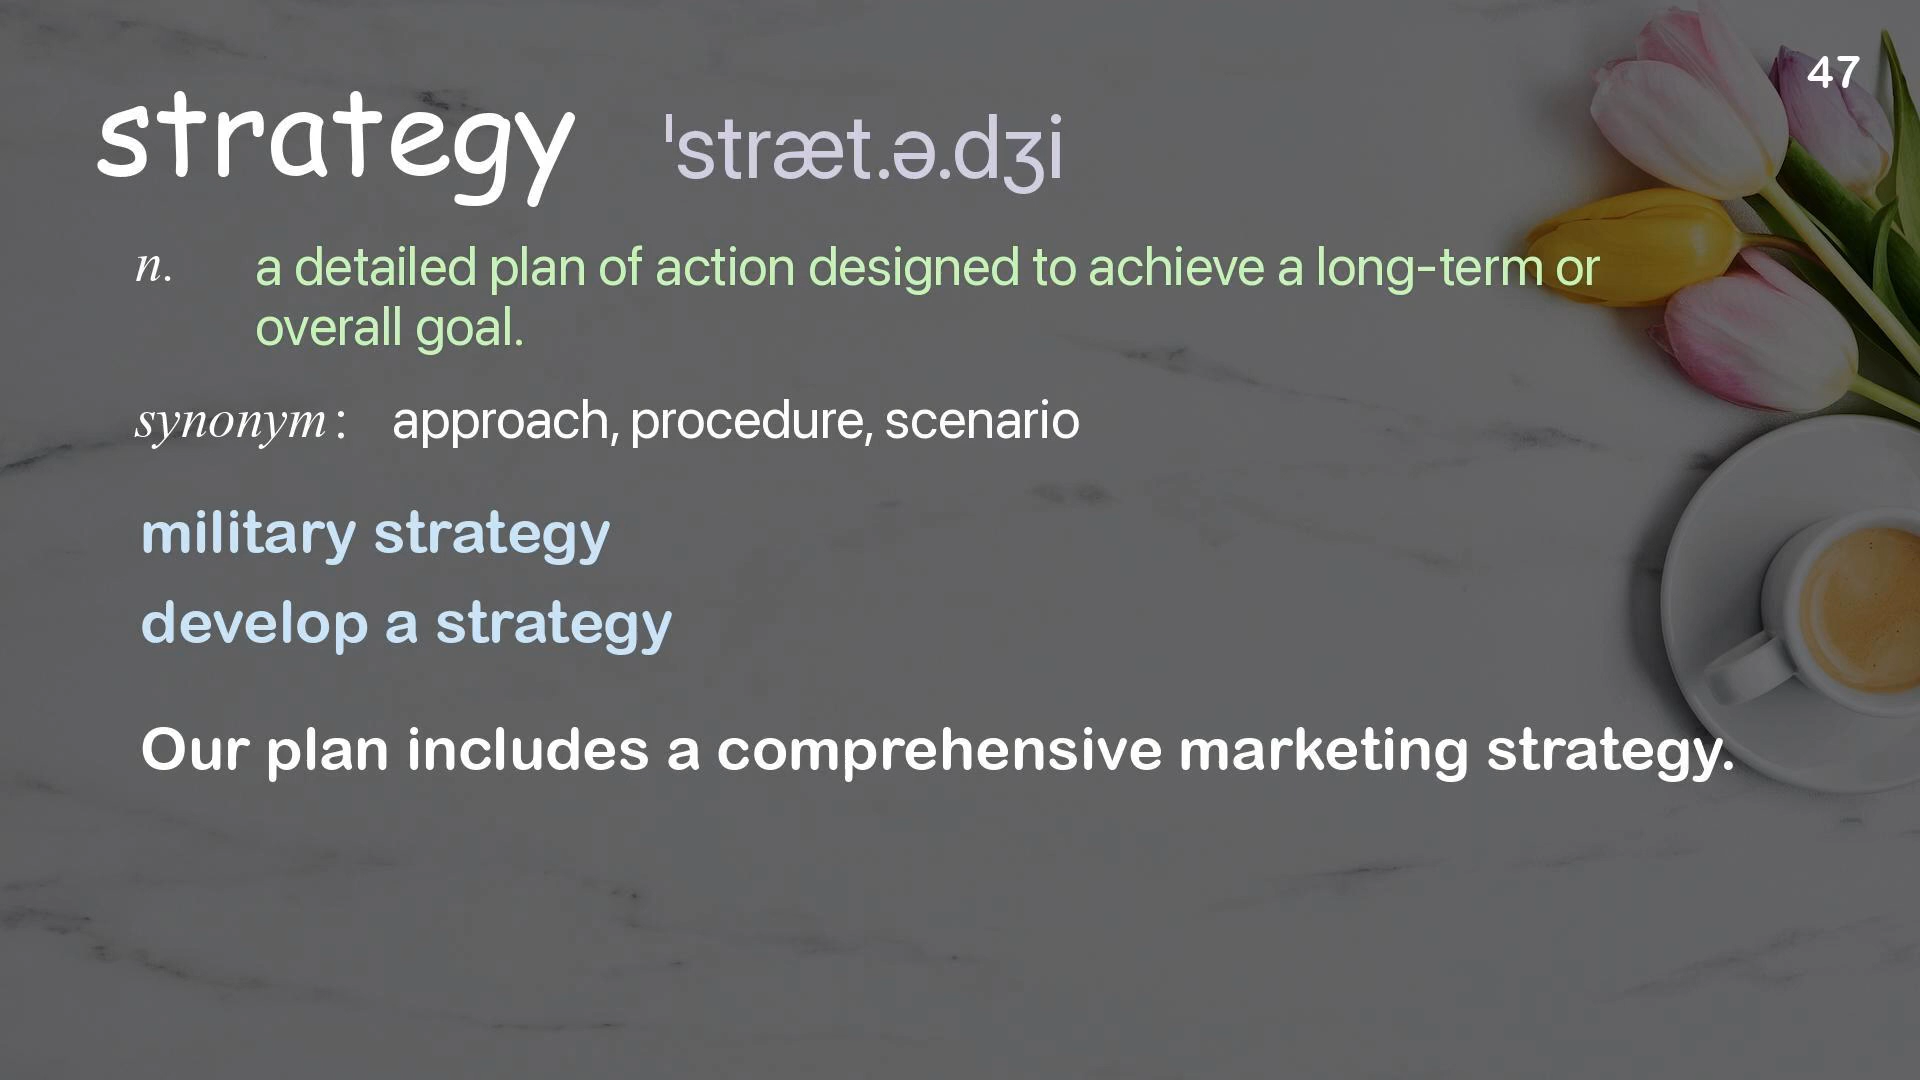 47
strategy ˈstræt.ə.dʒi
n. a detailed plan of action designed to achieve a long-term or
overall goal.
synonym: approach, procedure, scenario
military strategy
develop a strategy
Our plan includes a comprehensive marketing strategy.